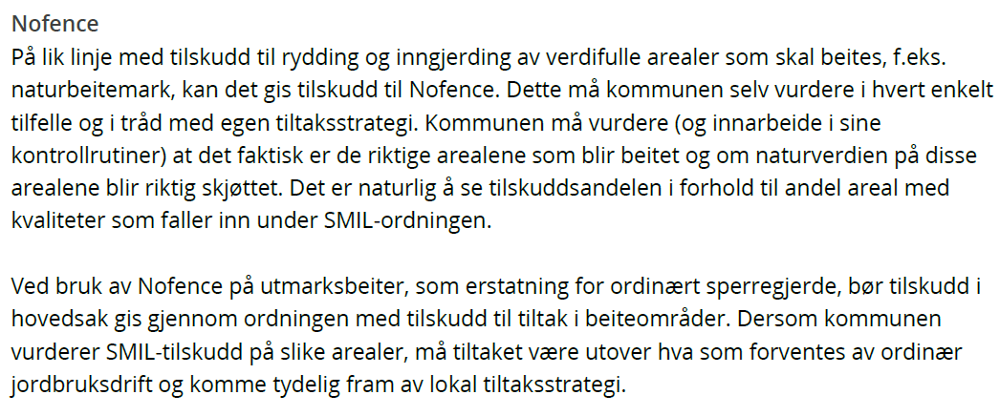 Nofence
På lik linje med tilskudd til rydding og inngjerding av verdifulle arealer som skal beites, f.eks.
naturbeitemark, kan det gis tilskudd til Nofence. Dette må kommunen selv vurdere i hvert enkelt
tilfelle og i tråd med egen tiltaksstrategi. Kommunen må vurdere (og innarbeide i sine
kontrollrutiner) at det faktisk er de riktige arealene som blir beitet og om naturverdien på disse
arealene blir riktig skjøttet. Det er naturlig å se tilskuddsandelen i forhold til andel areal med
kvaliteter som faller inn under SMIL-ordningen.
Ved bruk av Nofence på utmarksbeiter, som erstatning for ordinært sperregjerde, bør tilskudd i
hovedsak gis gjennom ordningen med tilskudd til tiltak i beiteområder. Dersom kommunen
vurderer SMIL-tilskudd på slike arealer, må tiltaket være utover hva som forventes av ordinær
jordbruksdrift og komme tydelig fram av lokal tiltaksstrategi.